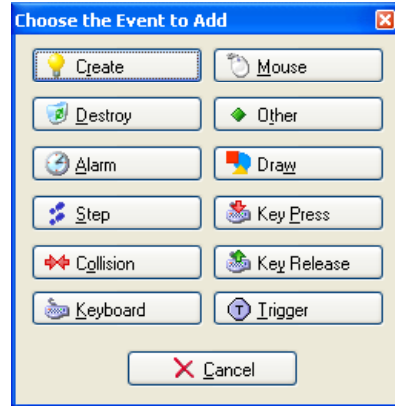 Choose the Event to Add
Create
Mouse
Destroy
Other
Alarm
Draw
Step
Key Press
Collision
Key Release
Keyboard
T Trigger
Cancel